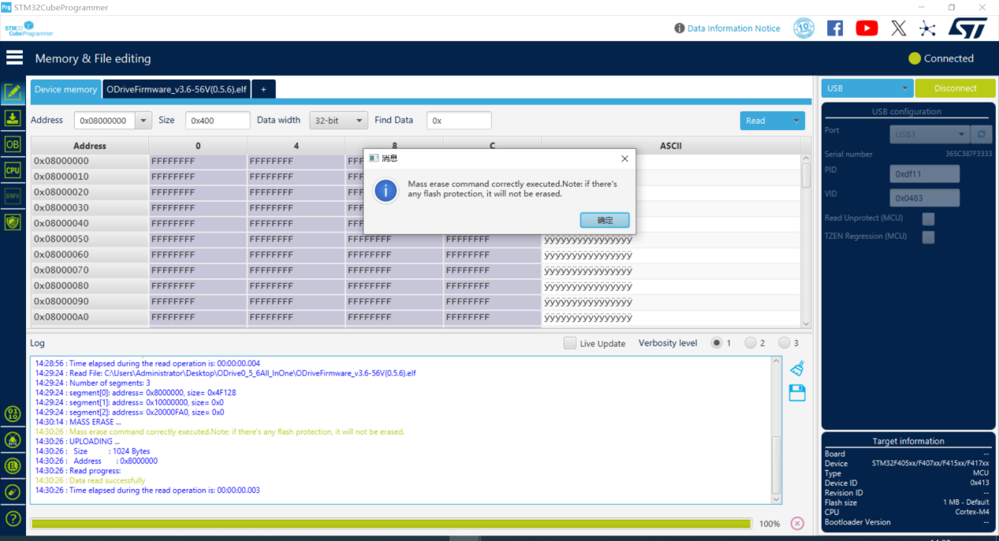 Prg STM32CubeProgrammer
STM32 CubeProgrammer
Data Information Notice
10
Memory & File editing
Connected
Device memory
ODriveFirmware_v3.6-56V(0.5.6).elf
+
Address 0x08000000 Size 0x400 Data width 32-bit Find Data 0x Read
Address 0 4 8 C ASCII
0x08000000 FFFFFFFF FFFFFFFF FFF
0x08000010 FFFFFFFF FFFFFFFF FFF
0x08000020 FFFFFFFF FFFFFFFF FFF
0x08000030 FFFFFFFF FFFFFFFF FFF
0x08000040 FFFFFFFF FFFFFFFF FFF
0x08000050 FFFFFFFF FFFFFFFF FFFFFFFF FFFFFFFF ÿÿÿÿÿÿÿÿÿÿÿÿÿÿÿÿ
0x08000060 FFFFFFFF FFFFFFFF FFFFFFFF FFFFFFFF ÿÿÿÿÿÿÿÿÿÿÿÿÿÿÿÿ
0x08000070 FFFFFFFF FFFFFFFF FFFFFFFF FFFFFFFF ÿÿÿÿÿÿÿÿÿÿÿÿÿÿÿÿ
0x08000080 FFFFFFFF FFFFFFFF FFFFFFFF FFFFFFFF ÿÿÿÿÿÿÿÿÿÿÿÿÿÿÿÿ
0x08000090 FFFFFFFF FFFFFFFF FFFFFFFF FFFFFFFF ÿÿÿÿÿÿÿÿÿÿÿÿÿÿÿÿ
0x080000A0 FFFFFFFF FFFFFFFF FFFFFFFF FFFFFFFF ÿÿÿÿÿÿÿÿÿÿÿÿÿÿÿÿ
消息
Mass erase command correctly executed.Note: if there's
any flash protection, it will not be erased.
确定
OB
CPU
SWV
Log
Live Update Verbosity level 1 2 3
14:28:56 : Time elapsed during the read operation is: 00:00:00.004
14:29:24 : Read File: C:\Users\Administrator\Desktop\ODrive0_5_6All_InOne\ODriveFirmware_v3.6-56V(0.5.6).elf
14:29:24 : Number of segments: 3
14:29:24 : segment[0]: address= 0x8000000, size= 0x4F128
14:29:24 : segment[1]: address= 0x10000000, size= 0x0
14:29:24 : segment[2]: address= 0x20000FA0, size= 0x0
14:30:14 : MASS ERASE ...
14:30:26 : Mass erase command correctly executed.Note: if there's any flash protection, it will not be erased.
14:30:26 : UPLOADING ...
14:30:26 : Size : 1024 Bytes
14:30:26 : Address : 0x8000000
14:30:26 : Read progress:
14:30:26 : Data read successfully
14:30:26 : Time elapsed during the read operation is: 00:00:00.003
100%
USB
Disconnect
USB configuration
Port USB1
Serial number 365C387F3333
PID 0xdf11
VID 0x0483
Read Unprotect (MCU)
TZEN Regression (MCU)
Target information
Board --
Device STM32F405xx/F407xx/F415xx/F417xx
Type MCU
Device ID 0x413
Revision ID --
Flash size 1 MB - Default
CPU Cortex-M4
Bootloader Version --